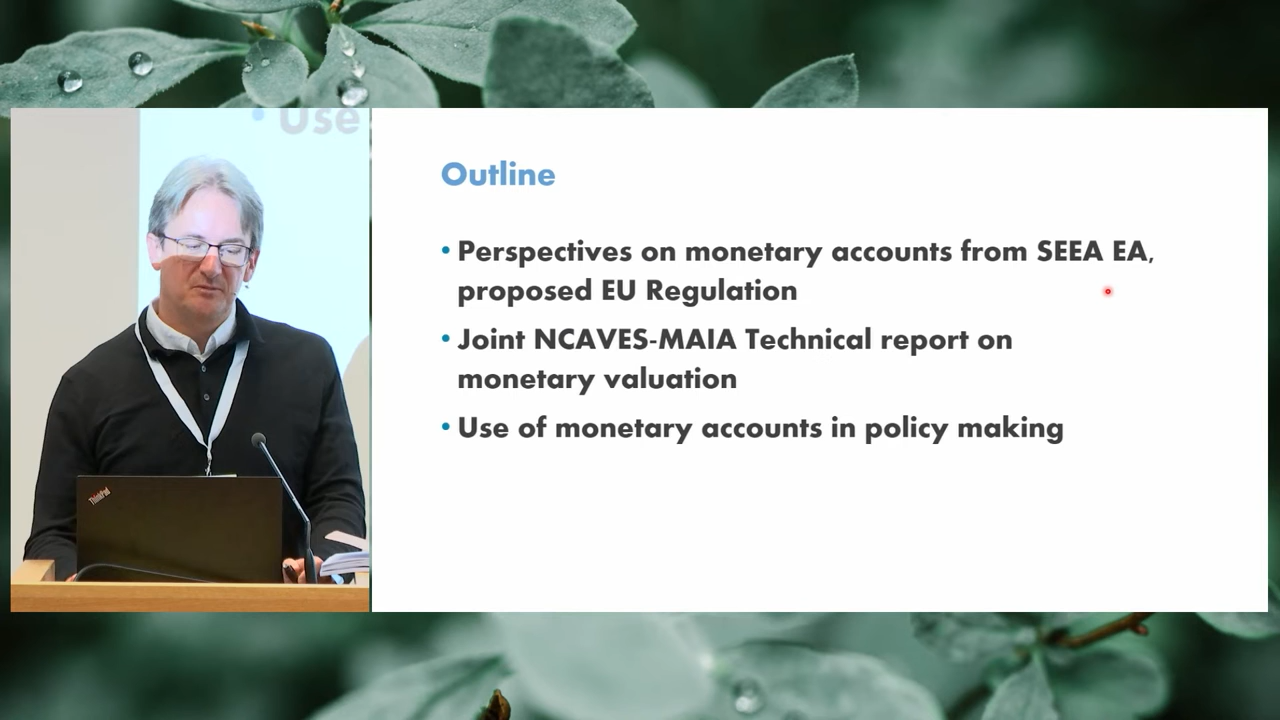 Use
ThinkPad
Outline
• Perspectives on monetary accounts from SEEA EA,
proposed EU Regulation
• Joint NCAVES-MAIA Technical report on
monetary valuation
• Use of monetary accounts in policy making